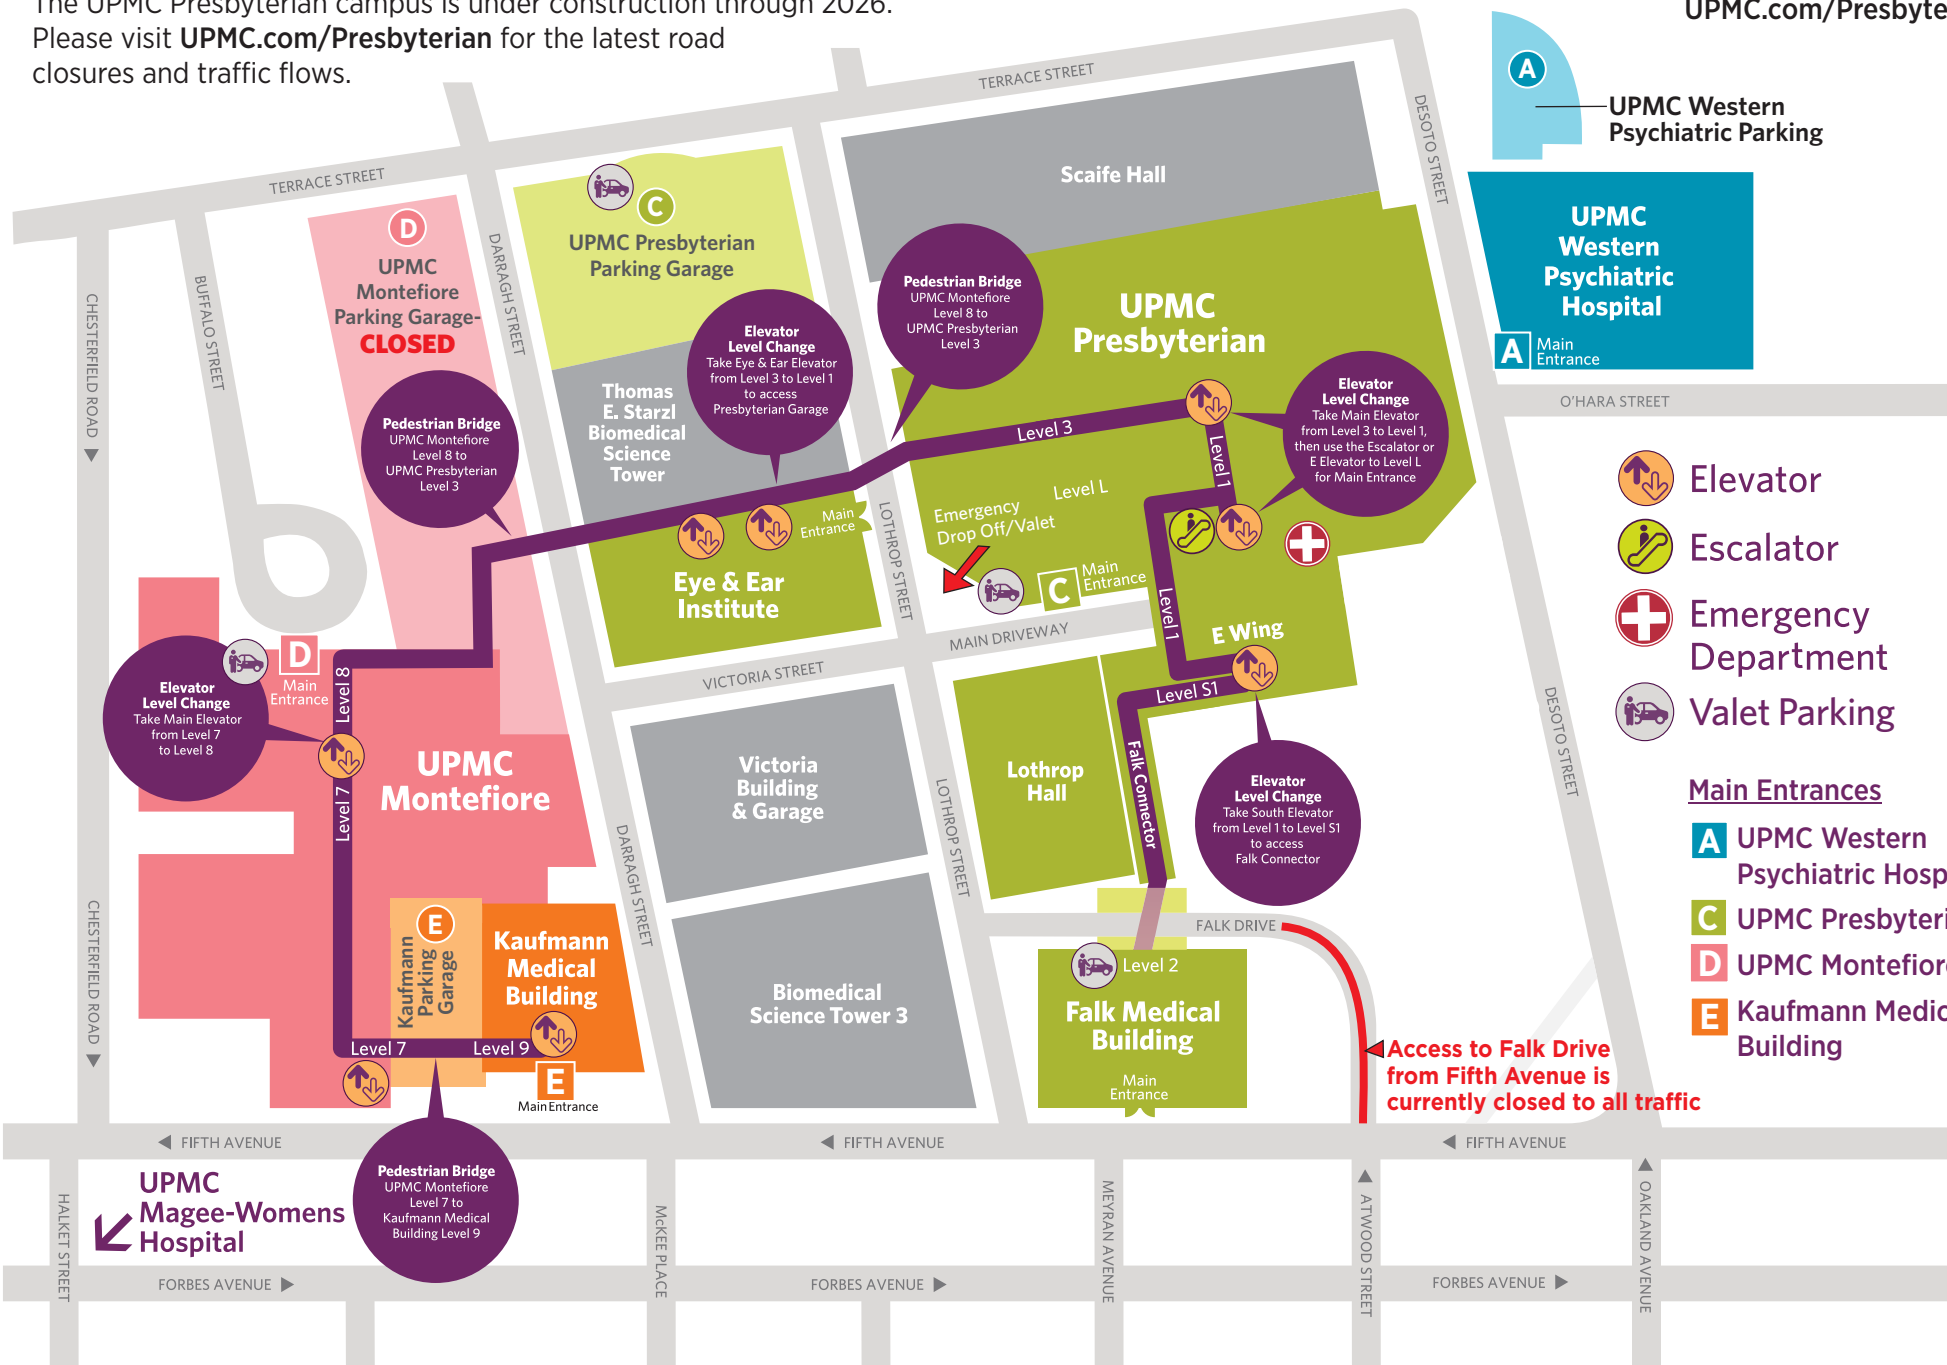 The UPMC Presbyterian campus is under construction through 2026.
Please visit UPMC.com/Presbyterian for the latest road
closures and traffic flows.
UPMC.com/Presbyte
TERRACE STREET
TERRACE STREET
A
UPMC Western
Psychiatric Parking
DESOTO STREET
Scaife Hall
C
UPMC Presbyterian
Parking Garage
D
UPMC
Montefiore
Parking Garage-
CLOSED
DARRAGH STREET
BUFFALO STREET
CHESTERFIELD ROAD
UPMC
Western
Psychiatric
Hospital
A
Main
Entrance
O'HARA STREET
Pedestrian Bridge
UPMC Montefiore
Level 8 to
UPMC Presbyterian
Level 3
UPMC
Presbyterian
Elevator
Level Change
Take Eye & Ear Elevator
from Level 3 to Level 1
to access
Presbyterian Garage
Thomas
E. Starzl
Biomedical
Science
Tower
Pedestrian Bridge
UPMC Montefiore
Level 8 to
UPMC Presbyterian
Level 3
Elevator
Level Change
Take Main Elevator
from Level 3 to Level 1,
then use the Escalator or
E Elevator to Level L
for Main Entrance
Level 3
Level 1
Level L
Emergency
Drop Off/Valet
Main
Entrance
LOTHROP STREET
Eye & Ear
Institute
C
Main
Entrance
MAIN DRIVEWAY
Level 1
E Wing
Level S1
VICTORIA STREET
D
Main
Entrance
Level 8
Elevator
Level Change
Take Main Elevator
from Level 7
to Level 8
Level 7
UPMC
Montefiore
Victoria
Building
& Garage
LOTHROP STREET
Lothrop
Hall
Falk Connector
Elevator
Level Change
Take South Elevator
from Level 1 to Level S1
to access
Falk Connector
DESOTO STREET
Elevator
Escalator
Emergency
Department
Valet Parking
Main Entrances
A UPMC Western
Psychiatric Hosp
C UPMC Presbyteri
D UPMC Montefiore
E Kaufmann Medic
Building
DARRAGH STREET
CHESTERFIELD ROAD
E
Kaufmann
Parking
Garage
Kaufmann
Medical
Building
Level 7
Level 9
E
Main Entrance
Biomedical
Science Tower 3
FALK DRIVE
Level 2
Falk Medical
Building
Main
Entrance
Access to Falk Drive
from Fifth Avenue is
currently closed to all traffic
FIFTH AVENUE
FIFTH AVENUE
FIFTH AVENUE
Pedestrian Bridge
UPMC Montefiore
Level 7 to
Kaufmann Medical
Building Level 9
UPMC
Magee-Womens
Hospital
HALKET STREET
McKEE PLACE
MEYRAN AVENUE
ATWOOD STREET
OAKLAND AVENUE
FORBES AVENUE
FORBES AVENUE
FORBES AVENUE